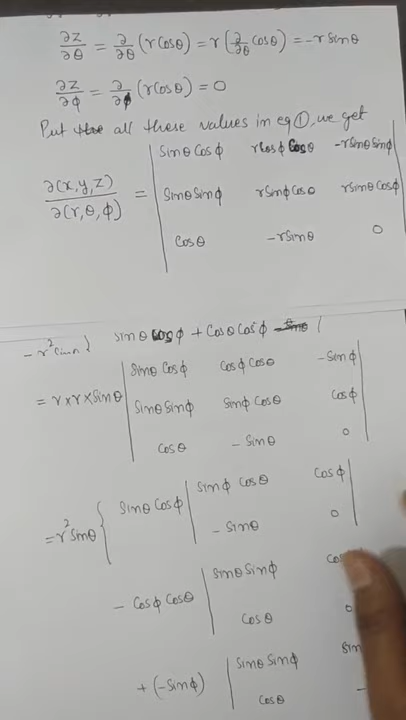 ∂z/∂θ = ∂/∂θ (r cosθ) = r (∂/∂θ cosθ) = -r sinθ
∂z/∂ϕ = ∂/∂ϕ (r cosθ) = 0
Put all these values in eq ①, we get
∂(x,y,z)/∂(r,θ,ϕ) = | sinθ cosϕ   r cosϕ cosθ   -r sinθ sinϕ |
| sinθ sinϕ   r sinϕ cosθ   r sinθ cosϕ |
| cosθ   -r sinθ   0 |
sinθ cosϕ + cosθ cosϕ
= r×r×sinθ | sinθ cosϕ   cosϕ cosθ   -sinϕ |
| sinθ sinϕ   sinϕ cosθ   cosϕ |
| cosθ   -sinθ   0 |
= r² sinθ { sinθ cosϕ | sinϕ cosθ   cosϕ |
| -sinθ   0 |
- cosϕ cosθ | sinθ sinϕ   cos
| cosθ   0
+ (-sinϕ) | sinθ sinϕ   sin
| cosθ   -